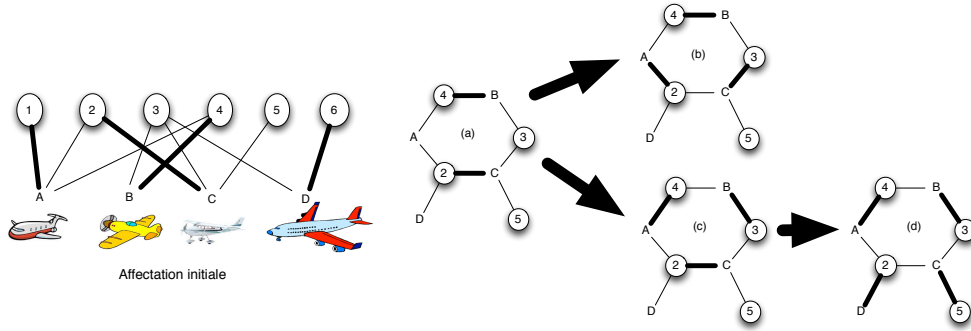 1 2 3 4 5 6
A B C D
Affectation initiale
4 B
A (a) 3
2 C
D 5
4 B
A (b) 3
2 C
D 5
4 B
A (c) 3
2 C
D 5
4 B
A (d) 3
2 C
D 5